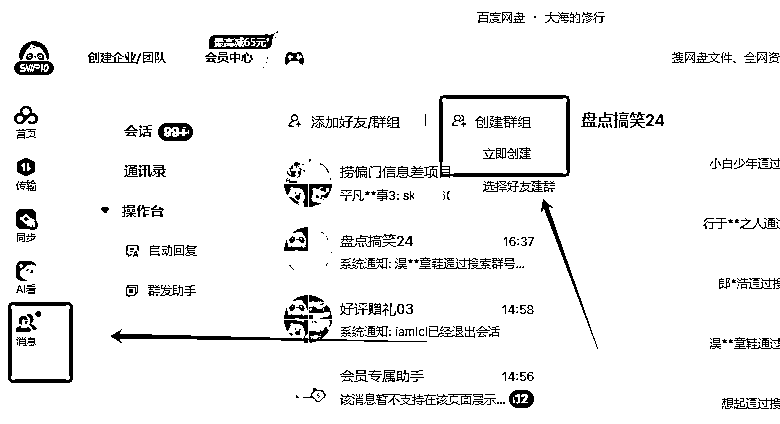 百度网盘 · 大海的修行
最高减65元
创建企业/团队
会员中心
搜网盘文件、全网资
SVIP10
首页
传输
同步
AI看
消息
会话 99+
通讯录
操作台
自动回复
群发助手
添加好友/群组
创建群组
立即创建
选择好友建群
捞偏门信息差项目
平凡**事3: sk
盘点搞笑24 16:37
系统通知: 淏**童鞋通过搜索群号...
好评赠礼03 14:58
系统通知: iamlcl已经退出会话
会员专属助手 14:56
该消息暂不支持在该页面展示... 12
盘点搞笑24
小白少年通过
行于**之人通过
郎*浩通过搜
淏**童鞋通过
想起通过搜